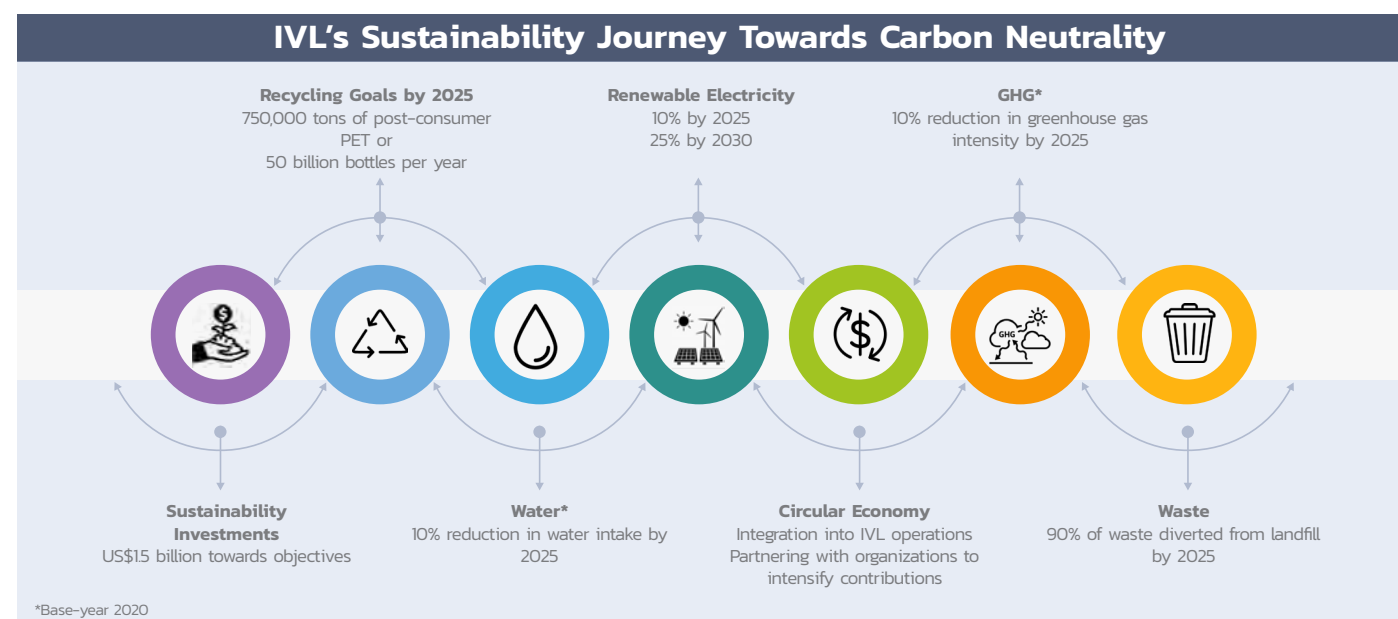 IVL's Sustainability Journey Towards Carbon Neutrality
Recycling Goals by 2025
750,000 tons of post-consumer
PET or
50 billion bottles per year
Renewable Electricity
10% by 2025
25% by 2030
GHG*
10% reduction in greenhouse gas
intensity by 2025
$
$
GHG
Sustainability
Investments
US$1.5 billion towards objectives
Water*
10% reduction in water intake by
2025
Circular Economy
Integration into IVL operations
Partnering with organizations to
intensify contributions
Waste
90% of waste diverted from landfill
by 2025
*Base-year 2020